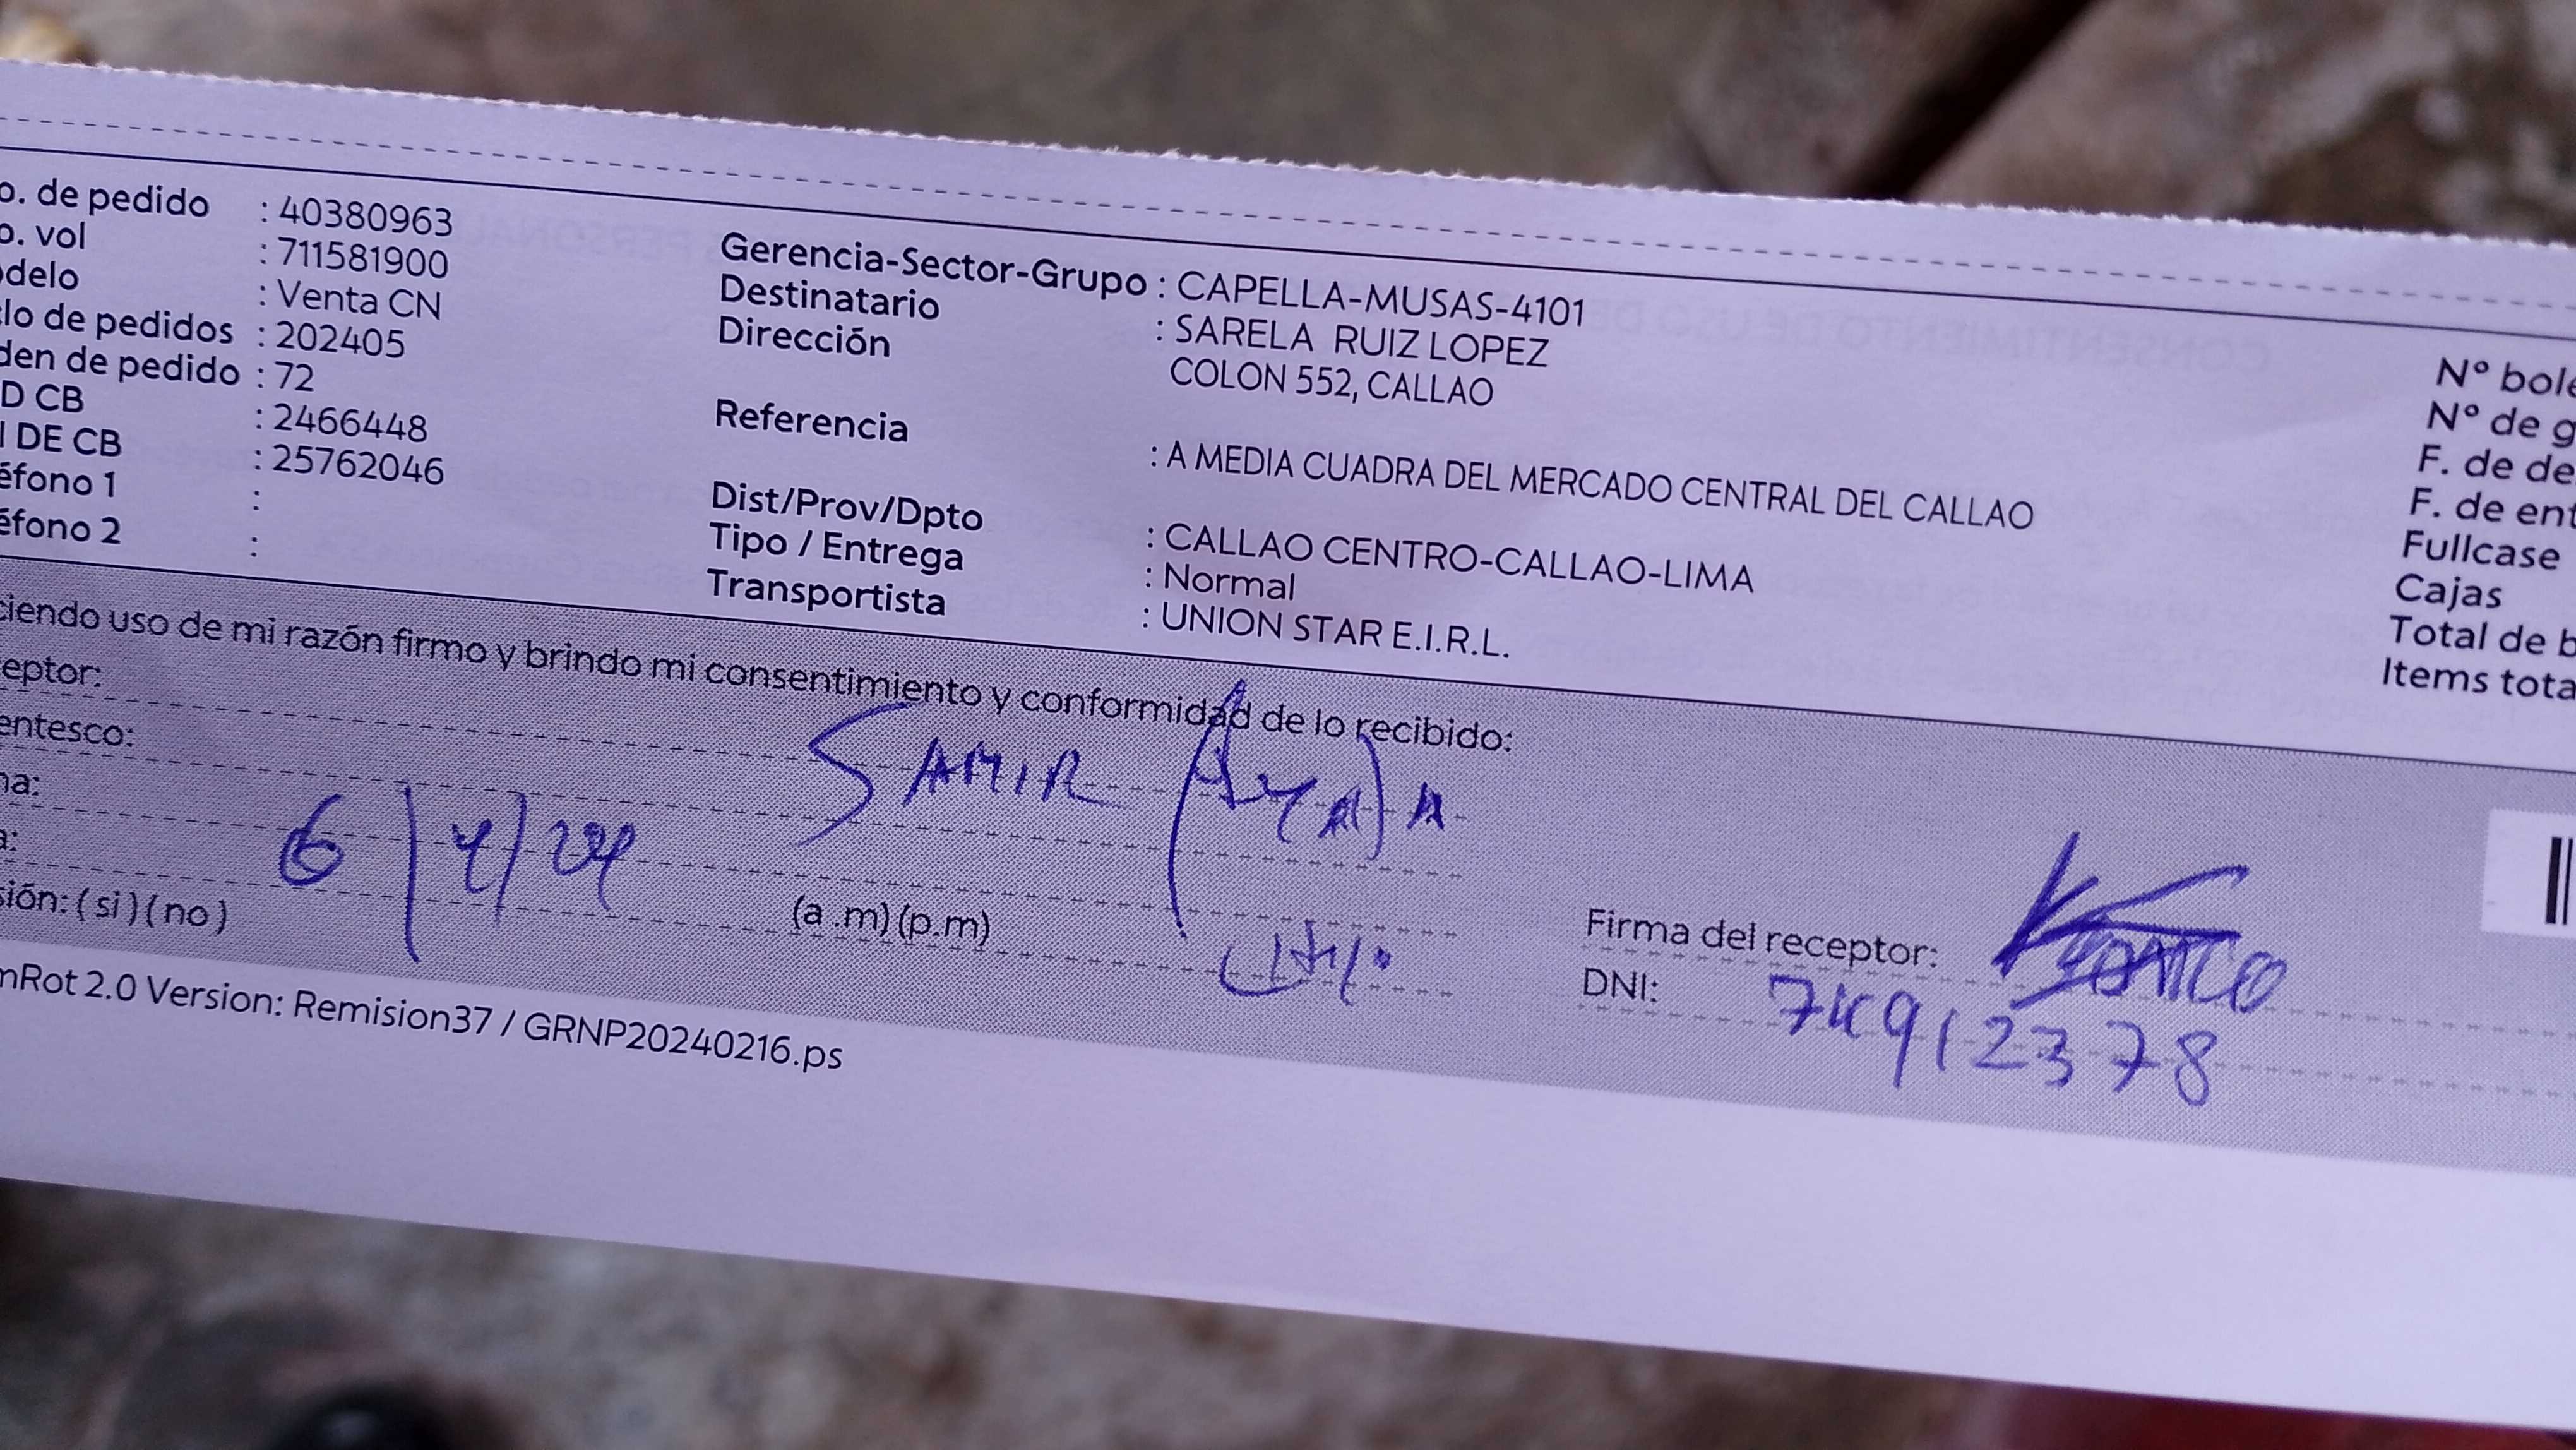 o. de pedido : 40380963
o. vol : 711581900
odelo : Venta CN
clo de pedidos : 202405
den de pedido : 72
D CB : 2466448
I DE CB : 25762046
éfono 1 :
éfono 2 :
Gerencia-Sector-Grupo : CAPELLA-MUSAS-4101
Destinatario : SARELA RUIZ LOPEZ
Dirección COLON 552, CALLAO
Referencia : A MEDIA CUADRA DEL MERCADO CENTRAL DEL CALLAO
Dist/Prov/Dpto : CALLAO CENTRO-CALLAO-LIMA
Tipo / Entrega : Normal
Transportista : UNION STAR E.I.R.L.
N° bole
N° de g
F. de de
F. de ent
Fullcase
Cajas
Total de b
Items tota
ciendo uso de mi razón firmo y brindo mi consentimiento y conformidad de lo recibido:
eptor: SAMIR
entesco:
na: 6/4/24
a: (a .m) (p.m)
sión: ( si ) ( no )
Firma del receptor:
DNI:
mRot 2.0 Version: Remision37 / GRNP20240216.ps